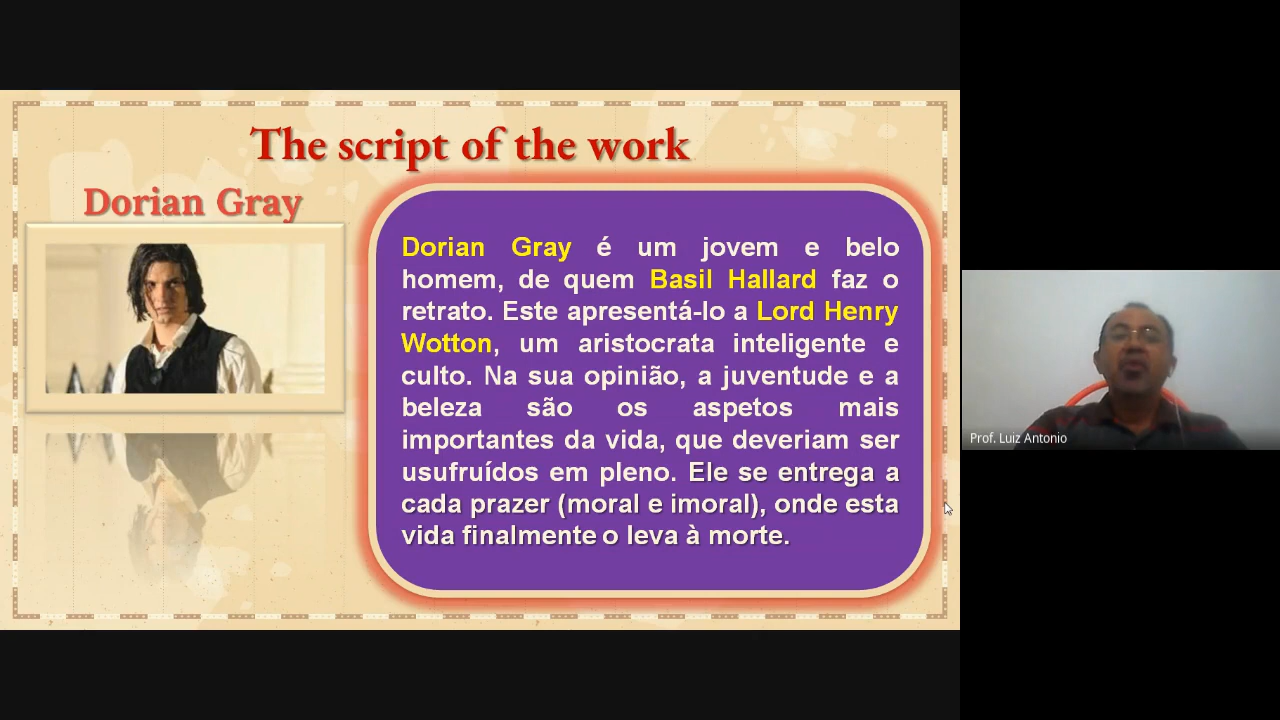 The script of the work
Dorian Gray
Dorian Gray é um jovem e belo
homem, de quem Basil Hallard faz o
retrato. Este apresentá-lo a Lord Henry
Wotton, um aristocrata inteligente e
culto. Na sua opinião, a juventude e a
beleza são os aspetos mais
importantes da vida, que deveriam ser
usufruídos em pleno. Ele se entrega a
cada prazer (moral e imoral), onde esta
vida finalmente o leva à morte.
Prof. Luiz Antonio